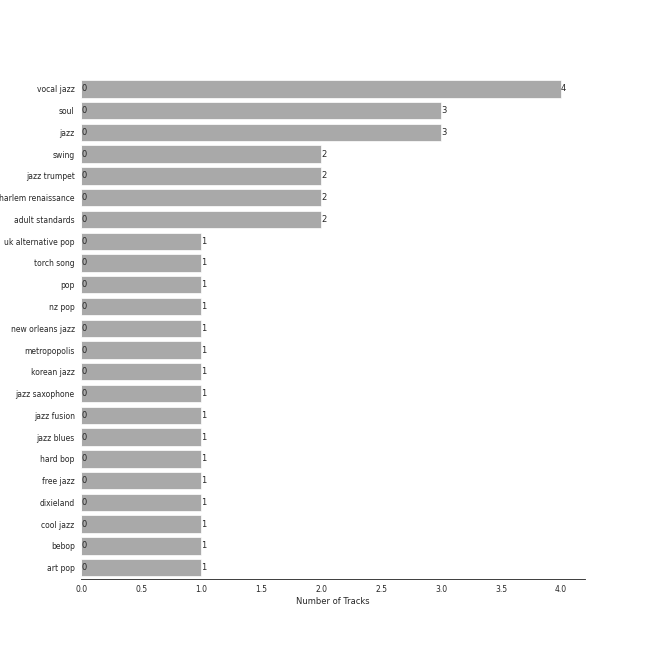 vocal jazz 0 4
soul 0 3
jazz 0 3
swing 0 2
jazz trumpet 0 2
harlem renaissance 0 2
adult standards 0 2
uk alternative pop 0 1
torch song 0 1
pop 0 1
nz pop 0 1
new orleans jazz 0 1
metropopolis 0 1
korean jazz 0 1
jazz saxophone 0 1
jazz fusion 0 1
jazz blues 0 1
hard bop 0 1
free jazz 0 1
dixieland 0 1
cool jazz 0 1
bebop 0 1
art pop 0 1
0.0 0.5 1.0 1.5 2.0 2.5 3.0 3.5 4.0
Number of Tracks